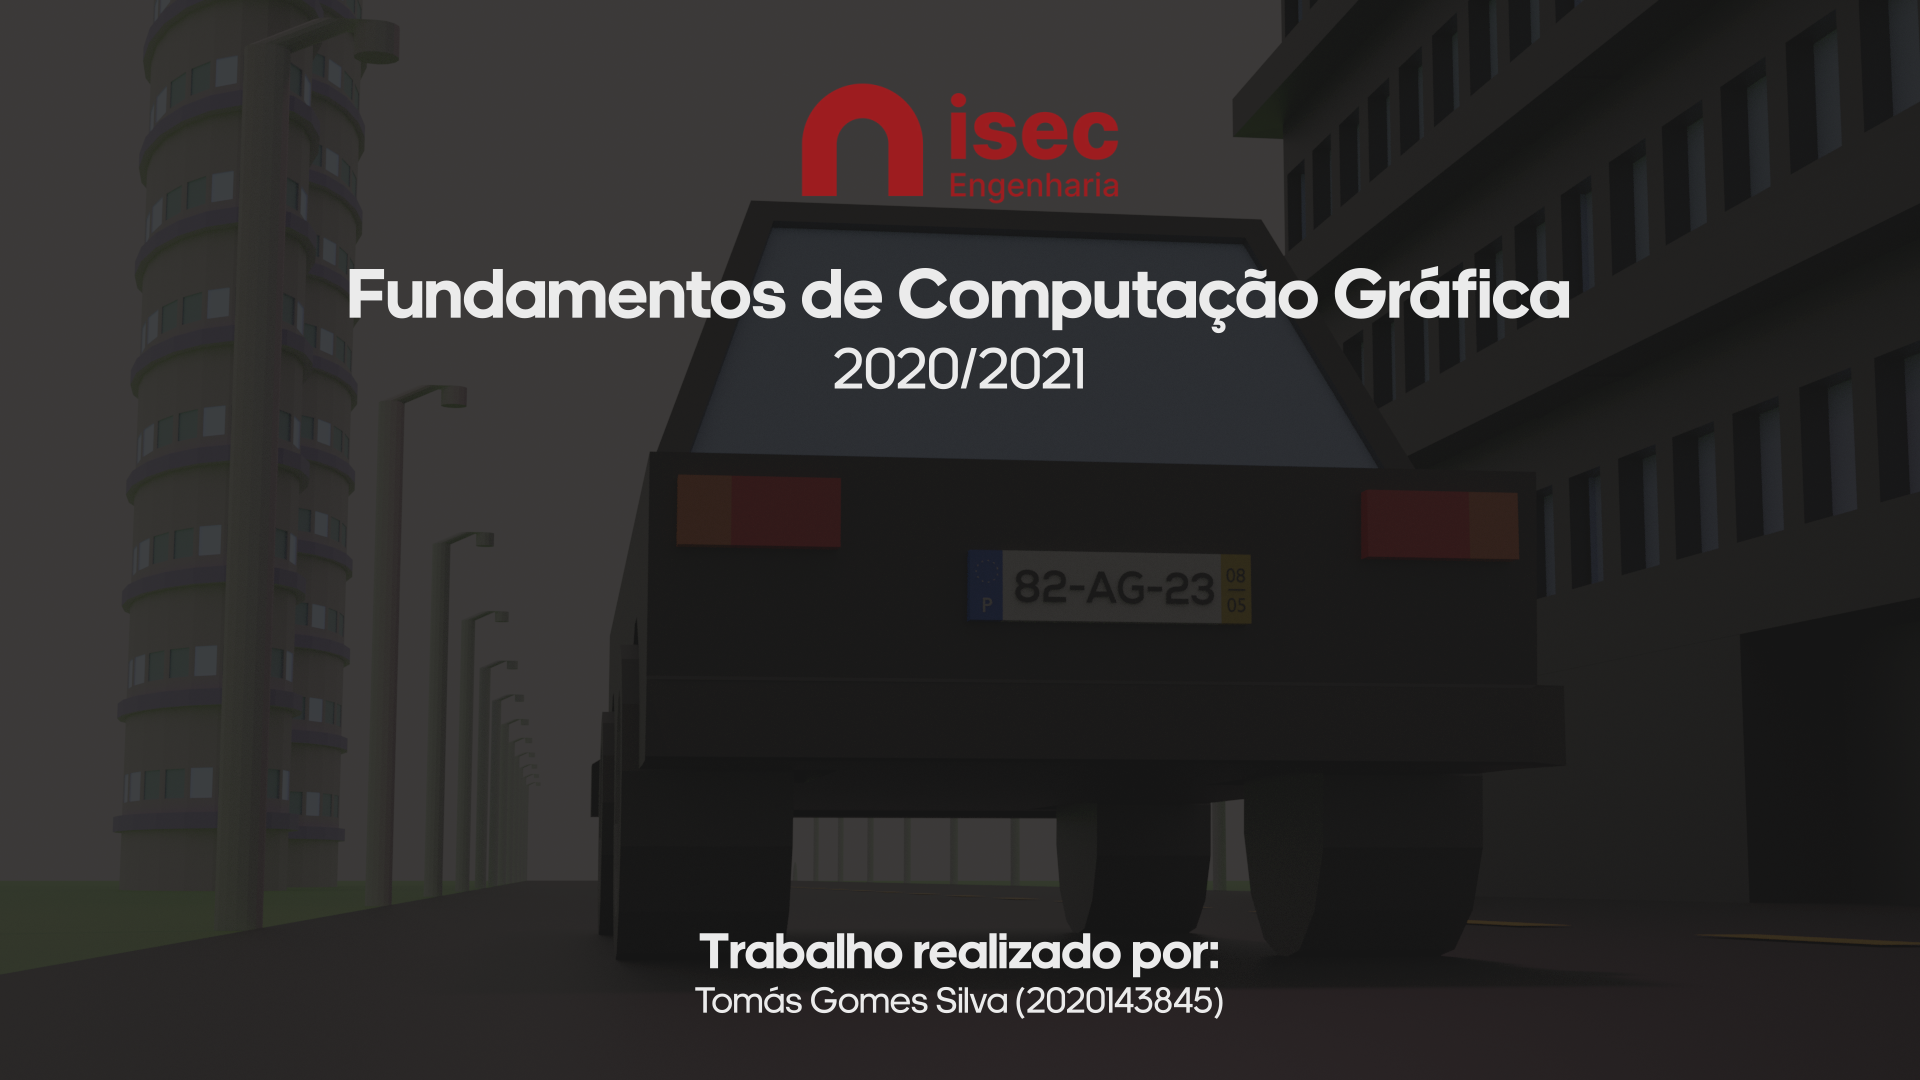 isec
Engenharia
Fundamentos de Computação Gráfica
2020/2021
P
82-AG-23
08
05
Trabalho realizado por:
Tomás Gomes Silva (2020143845)